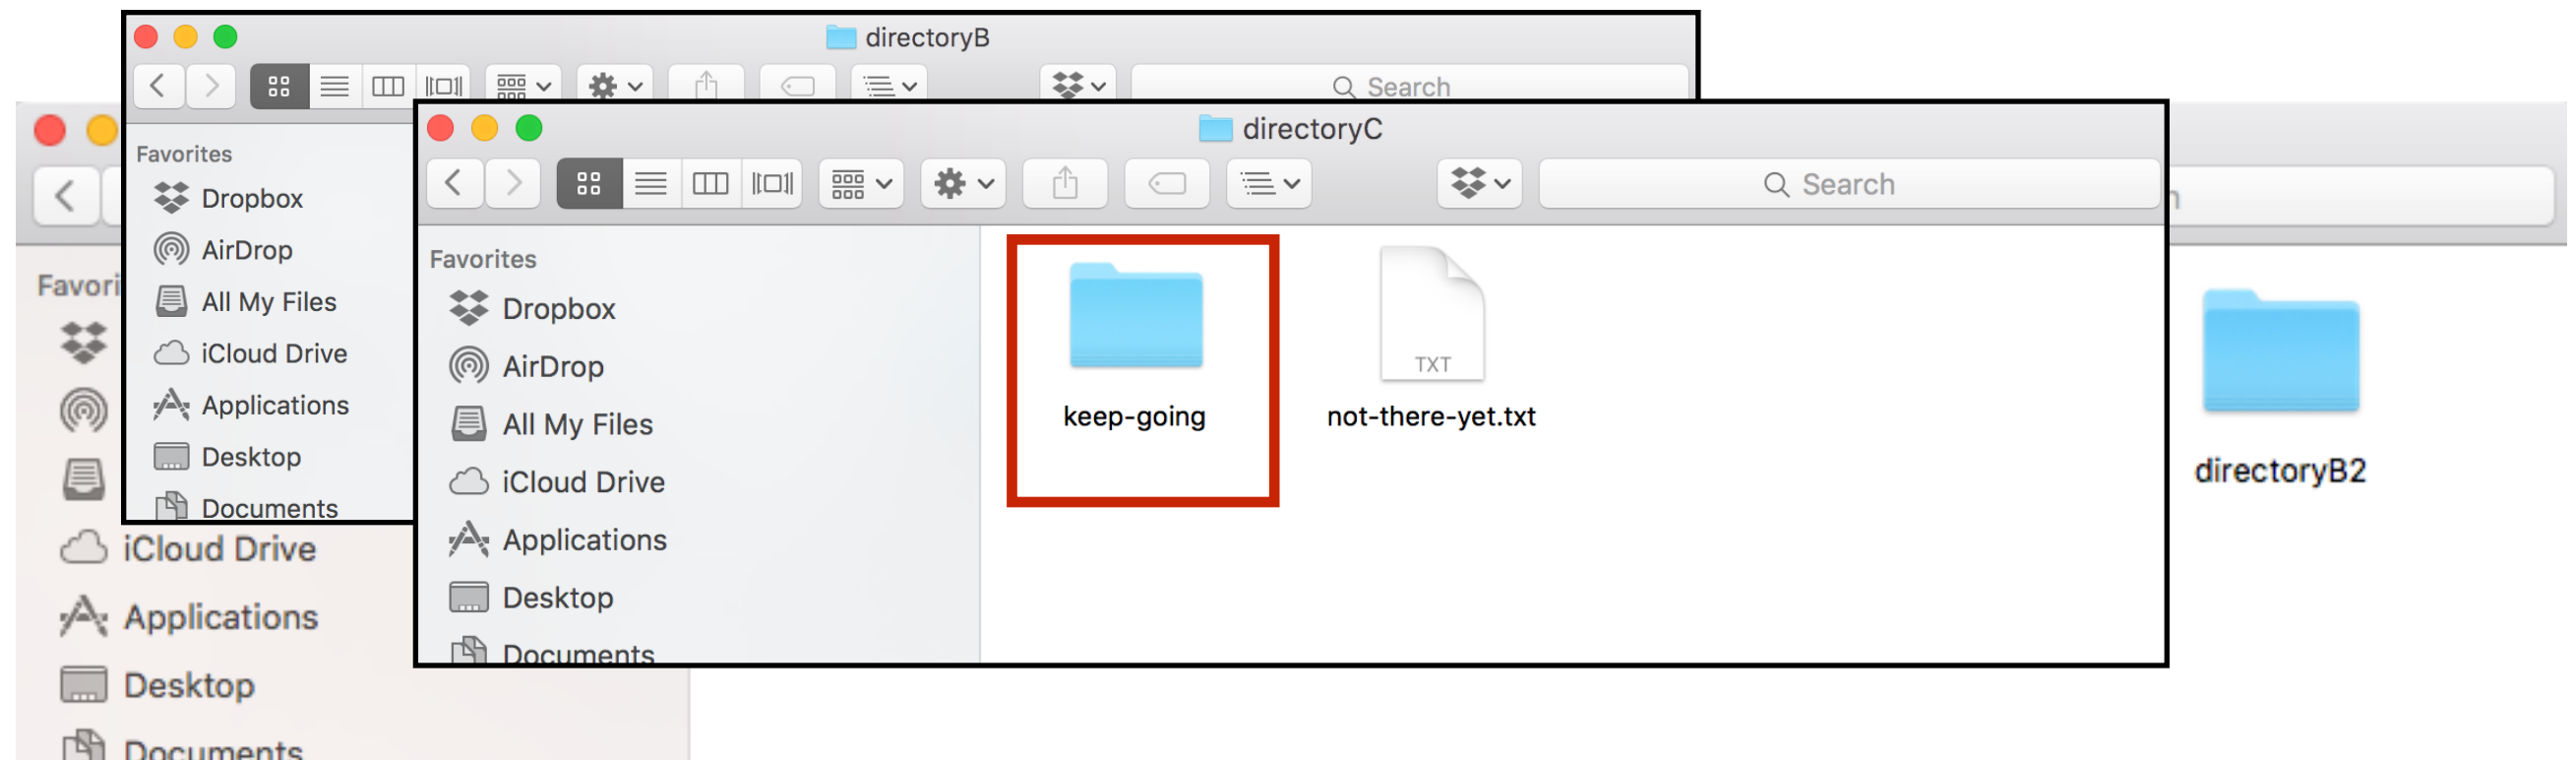 directoryB
Search
Favorites
Dropbox
AirDrop
All My Files
iCloud Drive
Applications
Desktop
Documents
directoryC
Search
Favorites
Dropbox
AirDrop
All My Files
iCloud Drive
Applications
Desktop
Documents
keep-going
TXT
not-there-yet.txt
Favori
iCloud Drive
Applications
Desktop
Documents
h
directoryB2